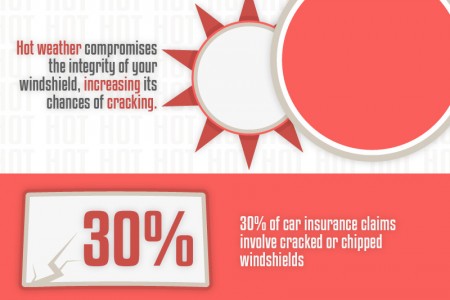 Hot weather compromises
the integrity of your
windshield, increasing its
chances of cracking.
30%
30% of car insurance claims
involve cracked or chipped
windshields